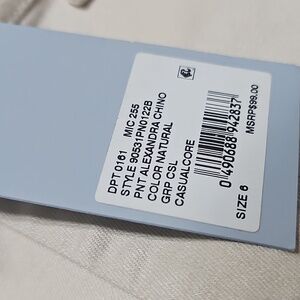 DPT 0161 MIC 255
STYLE 90531PN0122B
PNT ALEXANDRA CHINO
COLOR NATURAL
GRP CSL
CASUALCORE
0 490688 942837
MSRP$99.00
SIZE 6